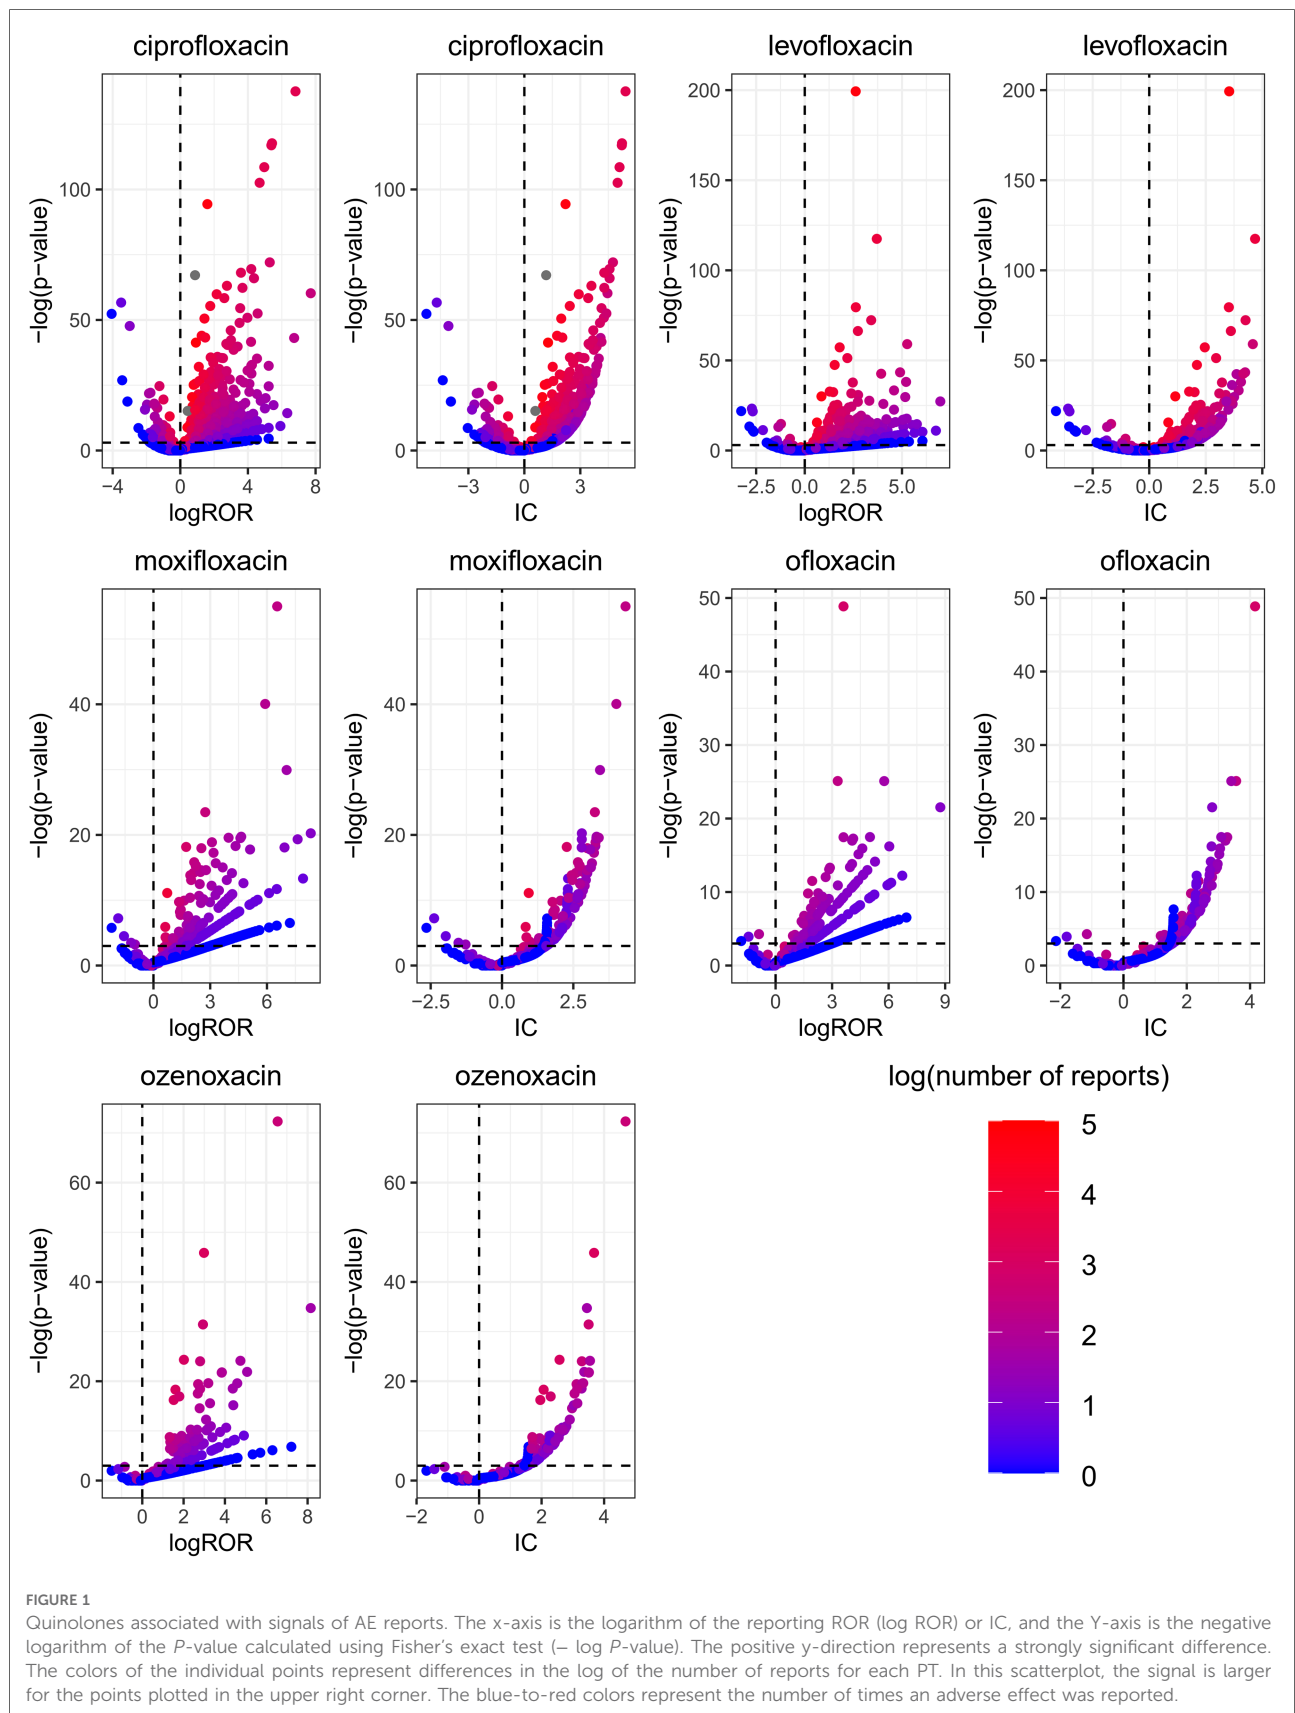 ciprofloxacin
ciprofloxacin
levofloxacin
levofloxacin
−log(p−value)
100
50
0
−4 0 4 8
logROR
−log(p−value)
100
50
0
−3 0 3
IC
−log(p−value)
200
150
100
50
0
−2.5 0.0 2.5 5.0
logROR
−log(p−value)
200
150
100
50
0
−2.5 0.0 2.5 5.0
IC
moxifloxacin
moxifloxacin
ofloxacin
ofloxacin
−log(p−value)
40
20
0
0 3 6
logROR
−log(p−value)
40
20
0
−2.5 0.0 2.5
IC
−log(p−value)
50
40
30
20
10
0
0 3 6 9
logROR
−log(p−value)
50
40
30
20
10
0
−2 0 2 4
IC
ozenoxacin
ozenoxacin
−log(p−value)
60
40
20
0
0 2 4 6 8
logROR
−log(p−value)
60
40
20
0
−2 0 2 4
IC
log(number of reports)
5
4
3
2
1
0
FIGURE 1
Quinolones associated with signals of AE reports. The x-axis is the logarithm of the reporting ROR (log ROR) or IC, and the Y-axis is the negative
logarithm of the P-value calculated using Fisher's exact test (− log P-value). The positive y-direction represents a strongly significant difference.
The colors of the individual points represent differences in the log of the number of reports for each PT. In this scatterplot, the signal is larger
for the points plotted in the upper right corner. The blue-to-red colors represent the number of times an adverse effect was reported.